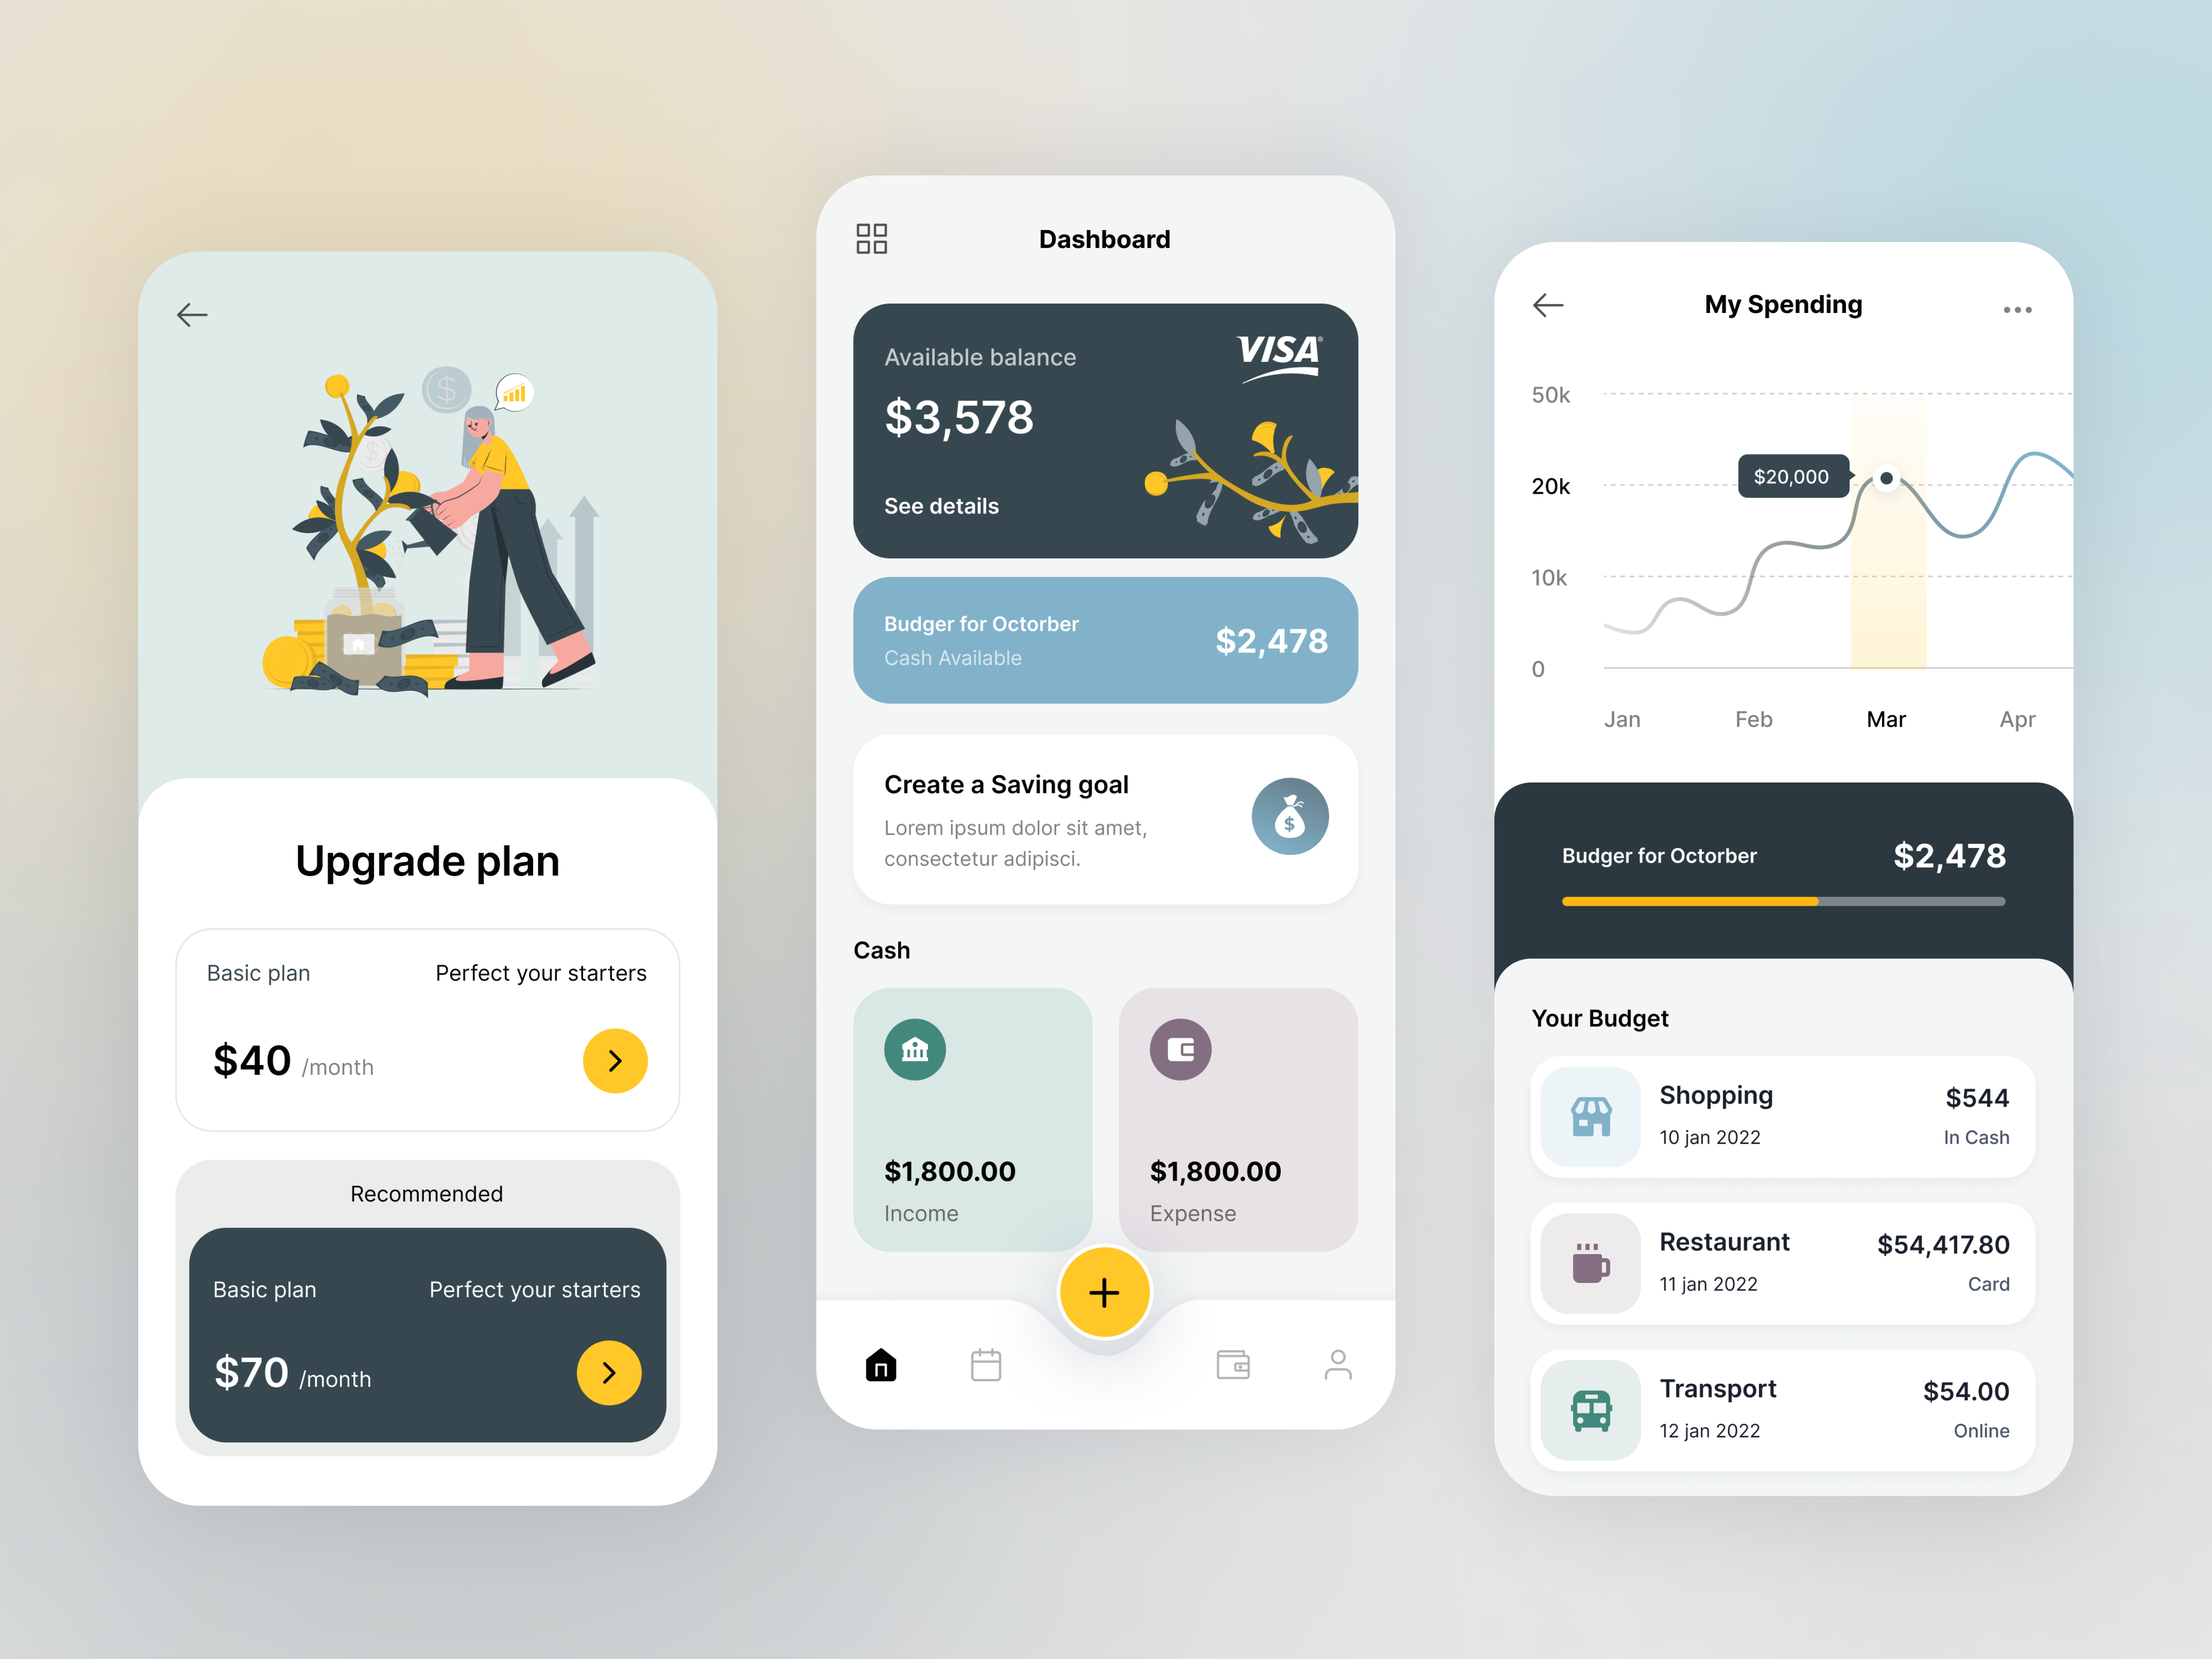 Upgrade plan
Basic plan Perfect your starters
$40 /month
Recommended
Basic plan Perfect your starters
$70 /month
Dashboard
Available balance VISA®
$3,578
See details
Budger for Octorber
Cash Available
$2,478
Create a Saving goal
Lorem ipsum dolor sit amet,
consectetur adipisci.
$
Cash
$1,800.00
Income
$1,800.00
Expense
My Spending
50k
$20,000
20k
10k
0
Jan Feb Mar Apr
Budger for Octorber $2,478
Your Budget
Shopping $544
10 jan 2022 In Cash
Restaurant $54,417.80
11 jan 2022 Card
Transport $54.00
12 jan 2022 Online